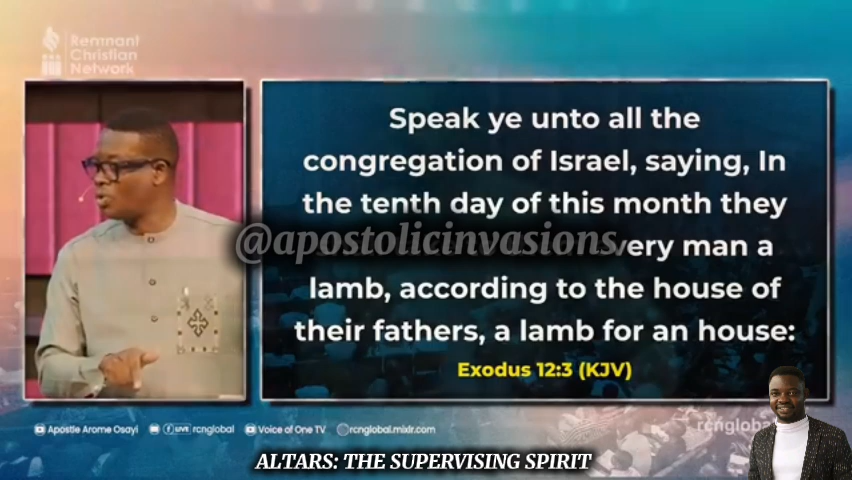 Remnant
Christian
Network
Speak ye unto all the
congregation of Israel, saying, In
the tenth day of this month they
@apostolicinvasions.
very man a
lamb, according to the house of
their fathers, a lamb for an house:
Exodus 12:3 (KJV)
Apostle Arome Osayi
LIVE rcnglobal
Voice of One TV
rcnglobal.mixlr.com
rcnglobal
ALTARS: THE SUPERVISING SPIRIT